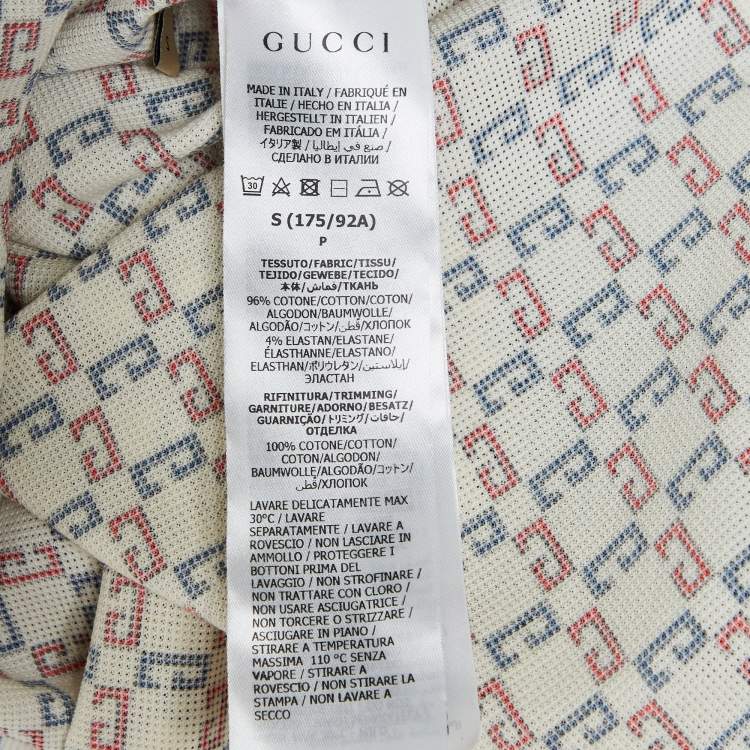 GUCCI
MADE IN ITALY / FABRIQUÉ EN
ITALIE / HECHO EN ITALIA /
HERGESTELLT IN ITALIEN /
FABRICADO EM ITÁLIA /
イタリア製 / صنع في إيطاليا /
СДЕЛАНО В ИТАЛИИ
30
S (175/92A)
P
TESSUTO/FABRIC/TISSU/
TEJIDO/GEWEBE/TECIDO/
本体/قماش/ТКАНЬ
96% COTONE/COTTON/COTON/
ALGODON/BAUMWOLLE/
ALGODÃO/コットン/قطن/ХЛОПОК
4% ELASTAN/ELASTANE/
ÉLASTHANNE/ELASTANO/
ELASTHAN/ポリウレタン/إيلاستين/
ЭЛАСТАН
RIFINITURA/TRIMMING/
GARNITURE/ADORNO/BESATZ/
GUARNIÇÃO/トリミング/حافات/
ОТДЕЛКА
100% COTONE/COTTON/
COTON/ALGODON/
BAUMWOLLE/ALGODÃO/コットン/
قطن/ХЛОПОК
LAVARE DELICATAMENTE MAX
30°C / LAVARE
SEPARATAMENTE / LAVARE A
ROVESCIO / NON LASCIARE IN
AMMOLLO / PROTEGGERE I
BOTTONI PRIMA DEL
LAVAGGIO / NON STROFINARE /
NON TRATTARE CON CLORO /
NON USARE ASCIUGATRICE /
NON TORCERE O STRIZZARE /
ASCIUGARE IN PIANO /
STIRARE A TEMPERATURA
MASSIMA 110°C SENZA
VAPORE / STIRARE A
ROVESCIO / NON STIRARE LA
STAMPA / NON LAVARE A
SECCO